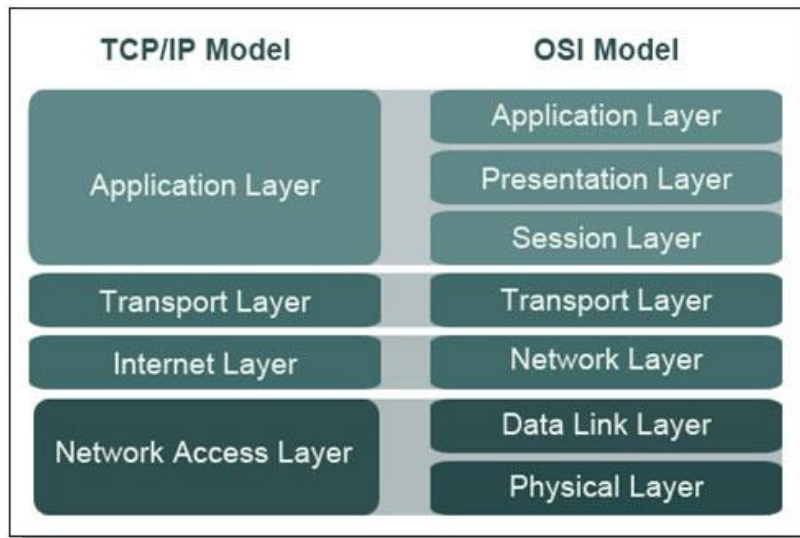 TCP/IP Model
OSI Model
Application Layer
Transport Layer
Internet Layer
Network Access Layer
Application Layer
Presentation Layer
Session Layer
Transport Layer
Network Layer
Data Link Layer
Physical Layer